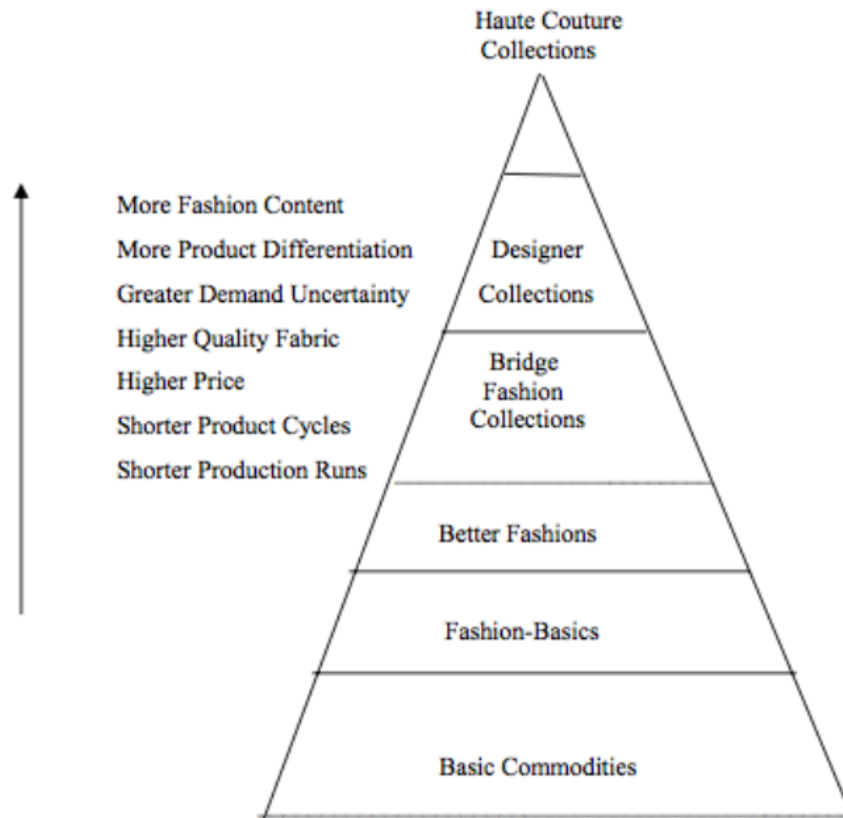 Haute Couture
Collections
More Fashion Content
More Product Differentiation
Greater Demand Uncertainty
Higher Quality Fabric
Higher Price
Shorter Product Cycles
Shorter Production Runs
Designer
Collections
Bridge
Fashion
Collections
Better Fashions
Fashion-Basics
Basic Commodities